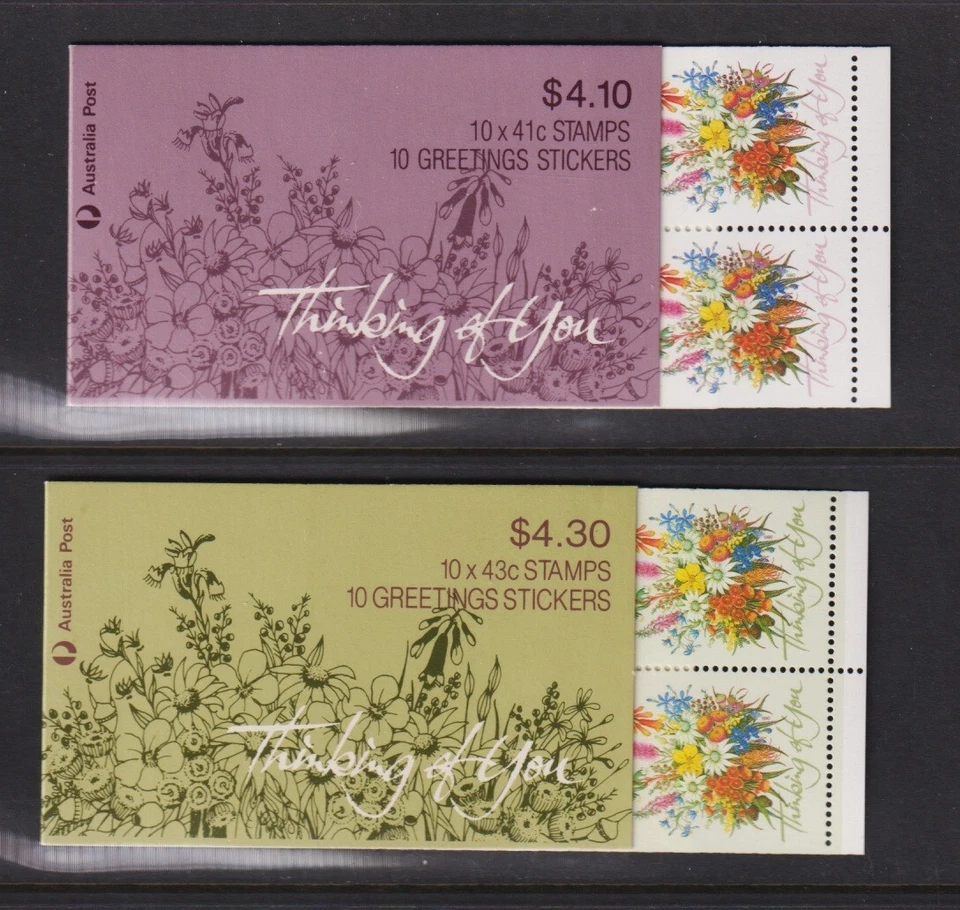 Australia Post
$4.10
10 x 41c STAMPS
10 GREETINGS STICKERS
Thinking of You
Thinking of You
Thinking of You
Australia Post
$4.30
10 x 43c STAMPS
10 GREETINGS STICKERS
Thinking of You
Thinking of You
Thinking of You